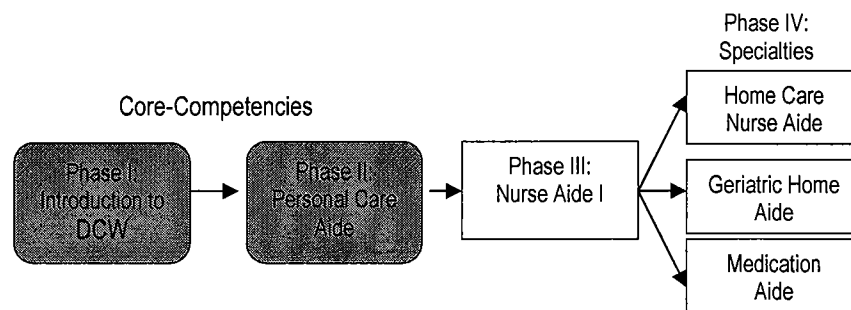 Core-Competencies
Phase I:
Introduction to
DCW
Phase II:
Personal Care
Aide
Phase III:
Nurse Aide I
Phase IV:
Specialties
Home Care
Nurse Aide
Geriatric Home
Aide
Medication
Aide